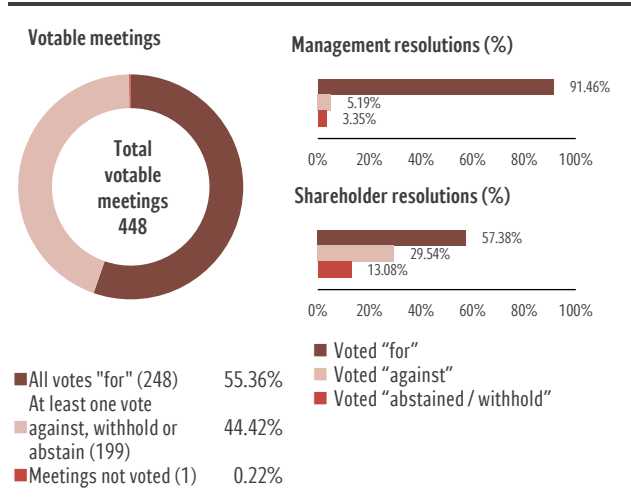 Votable meetings
Total
votable
meetings
448
All votes "for" (248) 55.36%
At least one vote
against, withhold or 44.42%
abstain (199)
Meetings not voted (1) 0.22%
Management resolutions (%)
91.46%
5.19%
3.35%
0% 20% 40% 60% 80% 100%
Shareholder resolutions (%)
57.38%
29.54%
13.08%
0% 20% 40% 60% 80% 100%
Voted “for”
Voted “against”
Voted “abstained / withhold”